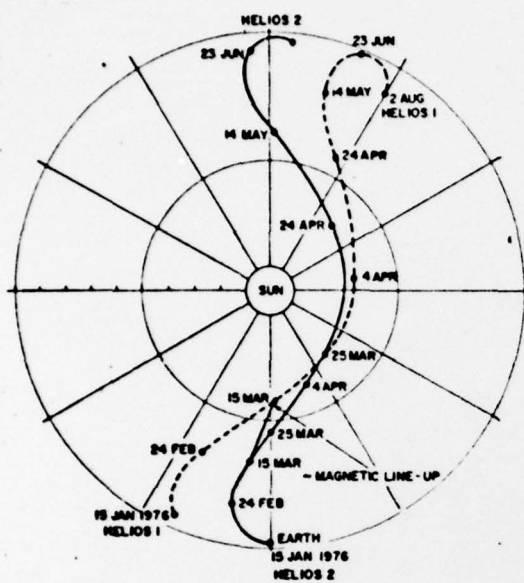 HELIOS 2
23 JUN
23 JUN
14 MAY
2 AUG
HELIOS 1
14 MAY
24 APR
24 APR
SUN
4 APR
25 MAR
4 APR
15 MAR
25 MAR
24 FEB
15 MAR
~MAGNETIC LINE-UP
24 FEB
15 JAN 1976
HELIOS 1
EARTH
15 JAN 1976
HELIOS 2